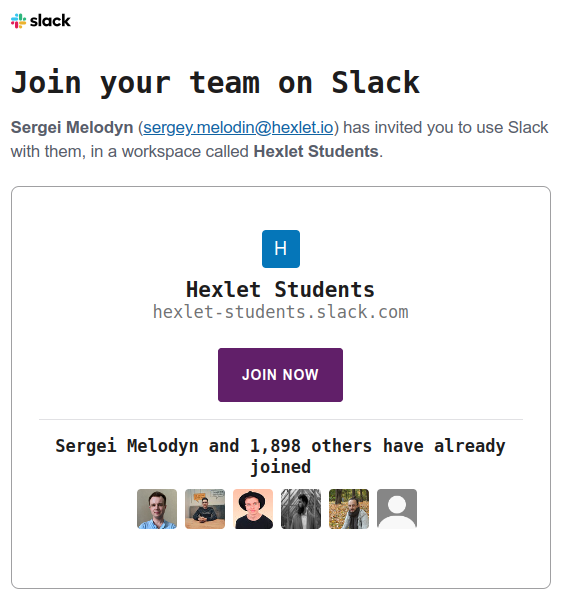 slack
Join your team on Slack
Sergei Melodyn (sergey.melodin@hexlet.io) has invited you to use Slack
with them, in a workspace called Hexlet Students.
H
Hexlet Students
hexlet-students.slack.com
JOIN NOW
Sergei Melodyn and 1,898 others have already
joined